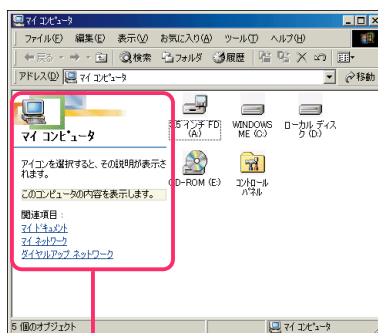 マイ コンピュータ
ファイル(F) 編集(E) 表示(V) お気に入り(A) ツール(T) ヘルプ(H)
戻る 検索 フォルダ 履歴
アドレス(D) マイ コンピュータ 移動
マイ コンピュータ
アイコンを選択すると、その説明が表示さ
れます。
このコンピュータの内容を表示します。
関連項目:
マイ ドキュメント
マイ ネットワーク
ダイヤルアップ ネットワーク
3.5 インチ FD
(A:)
WINDOWS
ME (C:)
ローカル ディス
ク (D:)
CD-ROM (E:)
コントロール
パネル
5 個のオブジェクト マイ コンピュータ